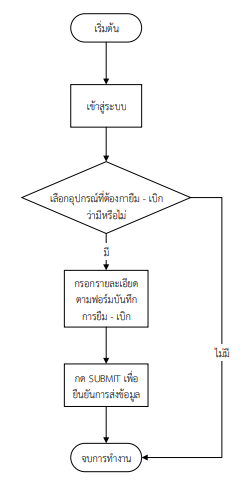 เริ่มต้น
เข้าสู่ระบบ
เลือกอุปกรณ์ที่ต้องกายืม - เบิก
ว่ามีหรือไม่
มี
กรอกรายละเอียด
ตามฟอร์มบันทึก
การยืม - เบิก
ไม่มี
กด SUBMIT เพื่อ
ยืนยันการส่งข้อมูล
จบการทำงาน